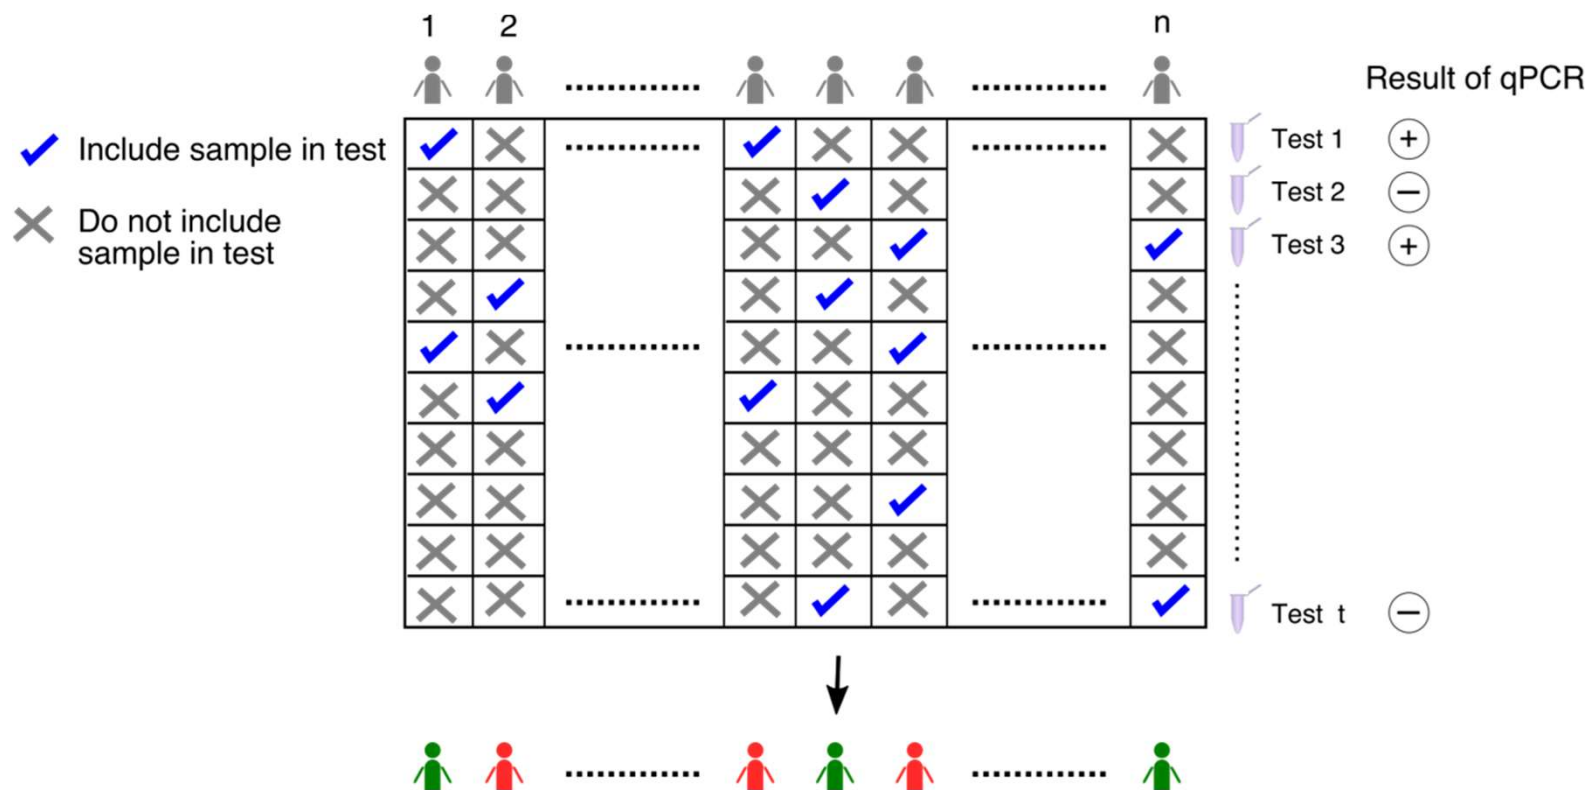 1 2 n
Result of qPCR
Include sample in test
Do not include
sample in test
Test 1 +
Test 2 −
Test 3 +
Test t −